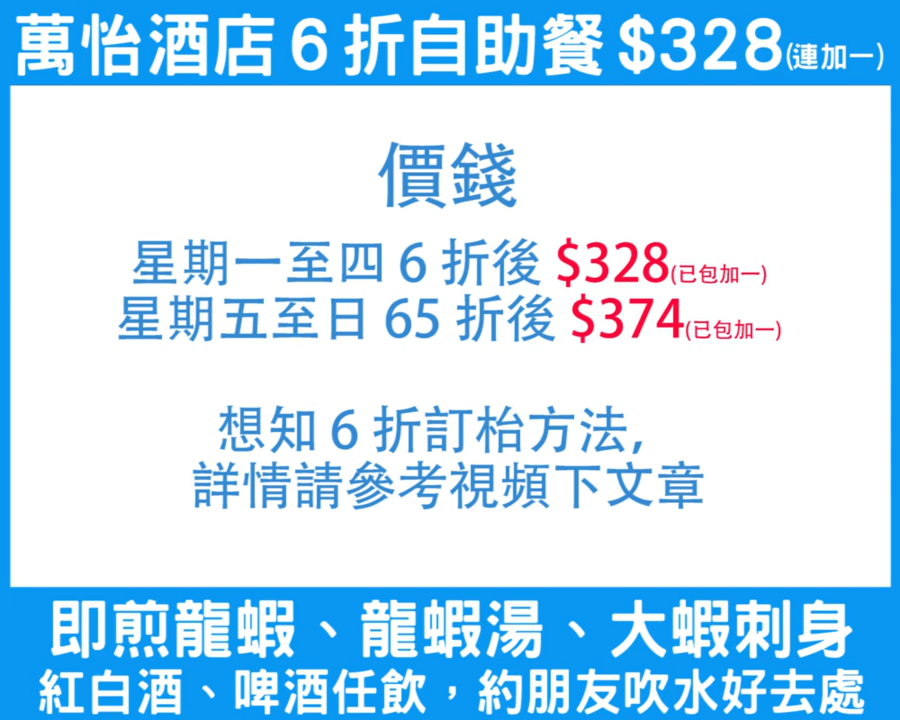 萬怡酒店6折自助餐$328(連加一)
價錢
星期一至四 6 折後 $328(已包加一)
星期五至日 65 折後 $374(已包加一)
想知 6 折訂枱方法,
詳情請參考視頻下文章
即煎龍蝦、龍蝦湯、大蝦刺身
紅白酒、啤酒任飲，約朋友吹水好去處